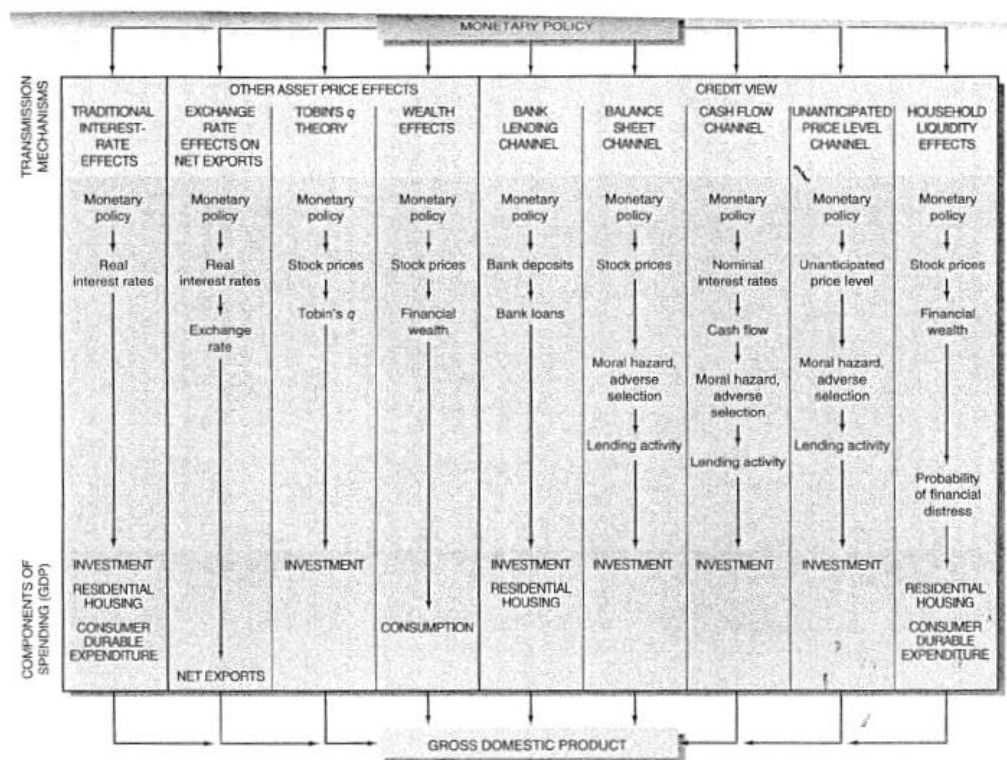 MONETARY POLICY
TRANSMISSION
MECHANISMS
OTHER ASSET PRICE EFFECTS
CREDIT VIEW
TRADITIONAL
INTEREST-
RATE
EFFECTS
EXCHANGE
RATE
EFFECTS ON
NET EXPORTS
TOBIN'S q
THEORY
WEALTH
EFFECTS
BANK
LENDING
CHANNEL
BALANCE
SHEET
CHANNEL
CASH FLOW
CHANNEL
UNANTICIPATED
PRICE LEVEL
CHANNEL
HOUSEHOLD
LIQUIDITY
EFFECTS
Monetary
policy
Real
interest rates
INVESTMENT
RESIDENTIAL
HOUSING
CONSUMER
DURABLE
EXPENDITURE
Monetary
policy
Real
interest rates
Exchange
rate
NET EXPORTS
Monetary
policy
Stock prices
Tobin's q
INVESTMENT
Monetary
policy
Stock prices
Financial
wealth
CONSUMPTION
Monetary
policy
Bank deposits
Bank loans
INVESTMENT
RESIDENTIAL
HOUSING
Monetary
policy
Stock prices
Moral hazard,
adverse
selection
Lending activity
INVESTMENT
Monetary
policy
Nominal
interest rates
Cash flow
Moral hazard,
adverse
selection
Lending activity
INVESTMENT
Monetary
policy
Unanticipated
price level
Moral hazard,
adverse
selection
Lending activity
INVESTMENT
Monetary
policy
Stock prices
Financial
wealth
Probability
of financial
distress
RESIDENTIAL
HOUSING
CONSUMER
DURABLE
EXPENDITURE
COMPONENTS OF
SPENDING (GDP)
GROSS DOMESTIC PRODUCT